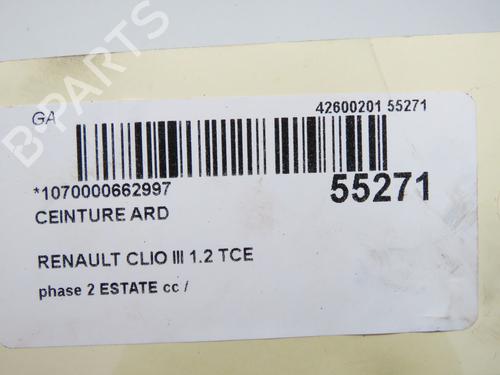 GA
42600201 55271
*1070000662997
55271
CEINTURE ARD
RENAULT CLIO III 1.2 TCE
phase 2 ESTATE cc /
B-PARTS